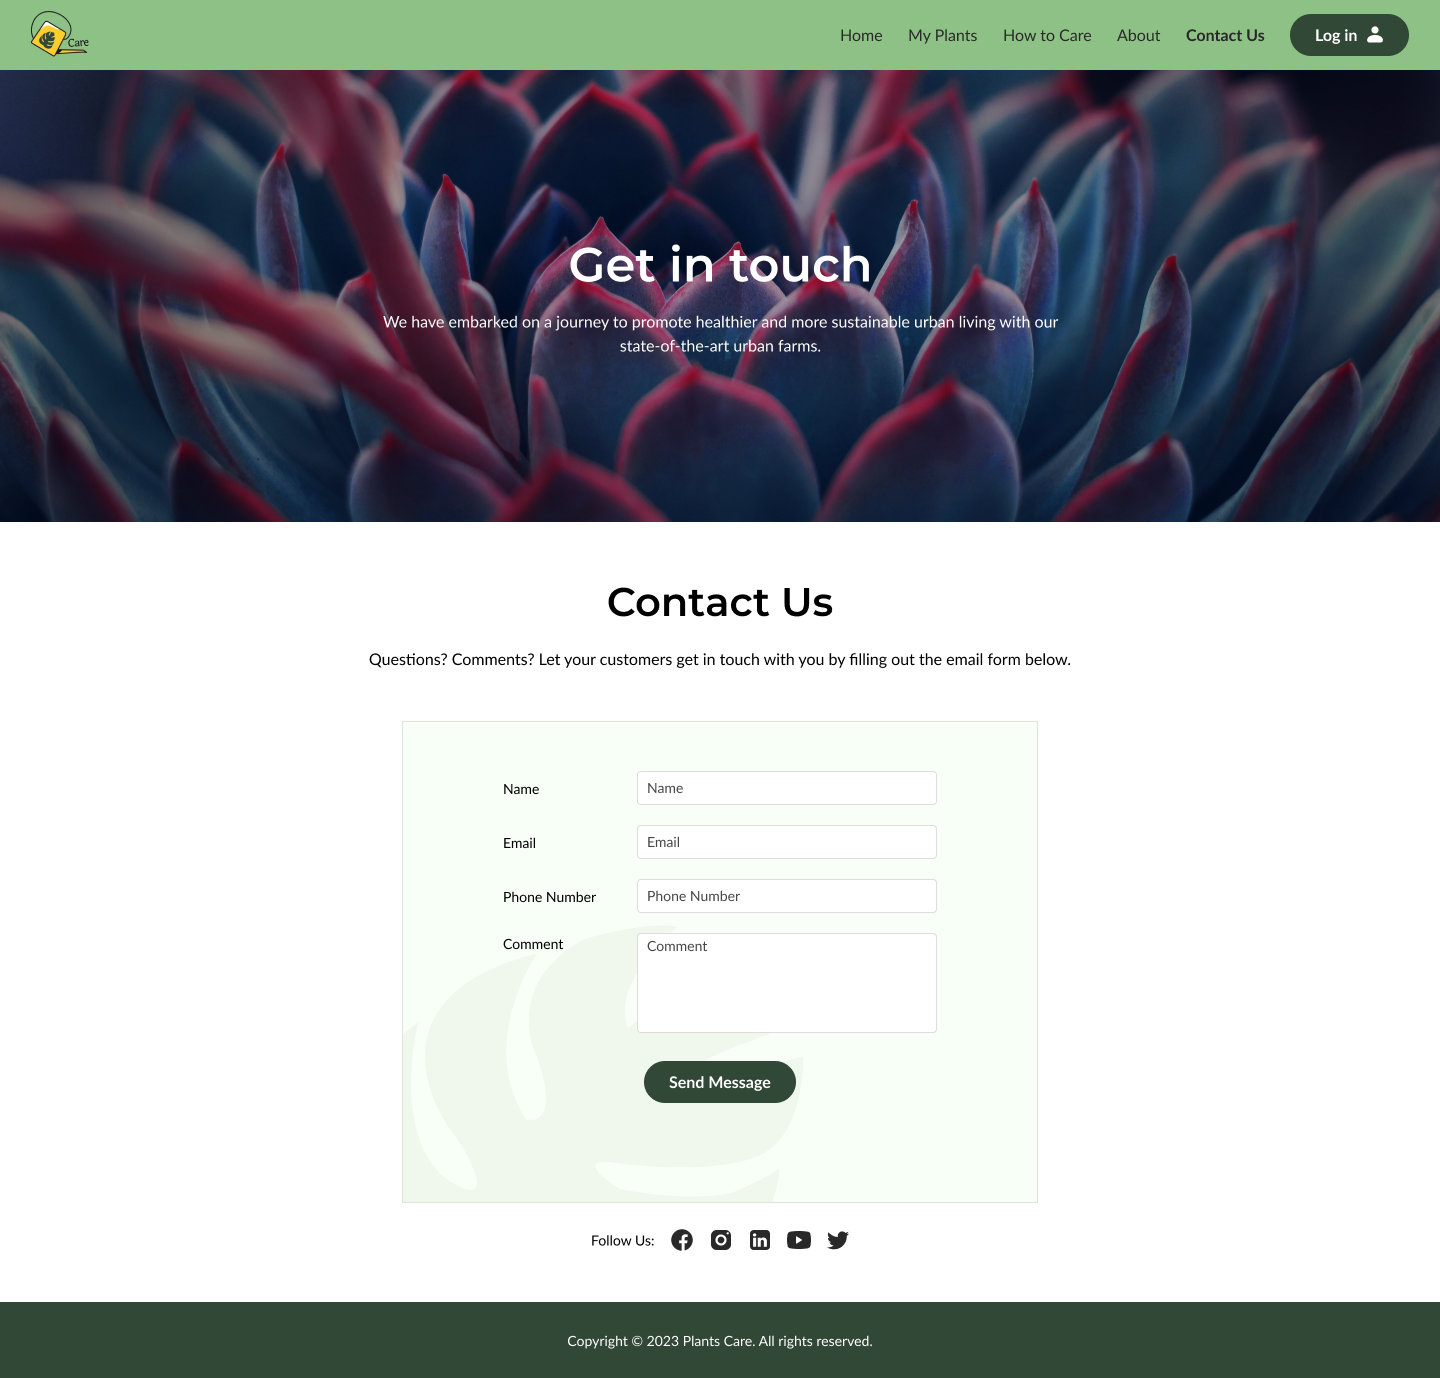 Care
Home
My Plants
How to Care
About
Contact Us
Log in
Get in touch
We have embarked on a journey to promote healthier and more sustainable urban living with our
state-of-the-art urban farms.
Contact Us
Questions? Comments? Let your customers get in touch with you by filling out the email form below.
Name
Name
Email
Email
Phone Number
Phone Number
Comment
Comment
Send Message
Follow Us:
Copyright © 2023 Plants Care. All rights reserved.